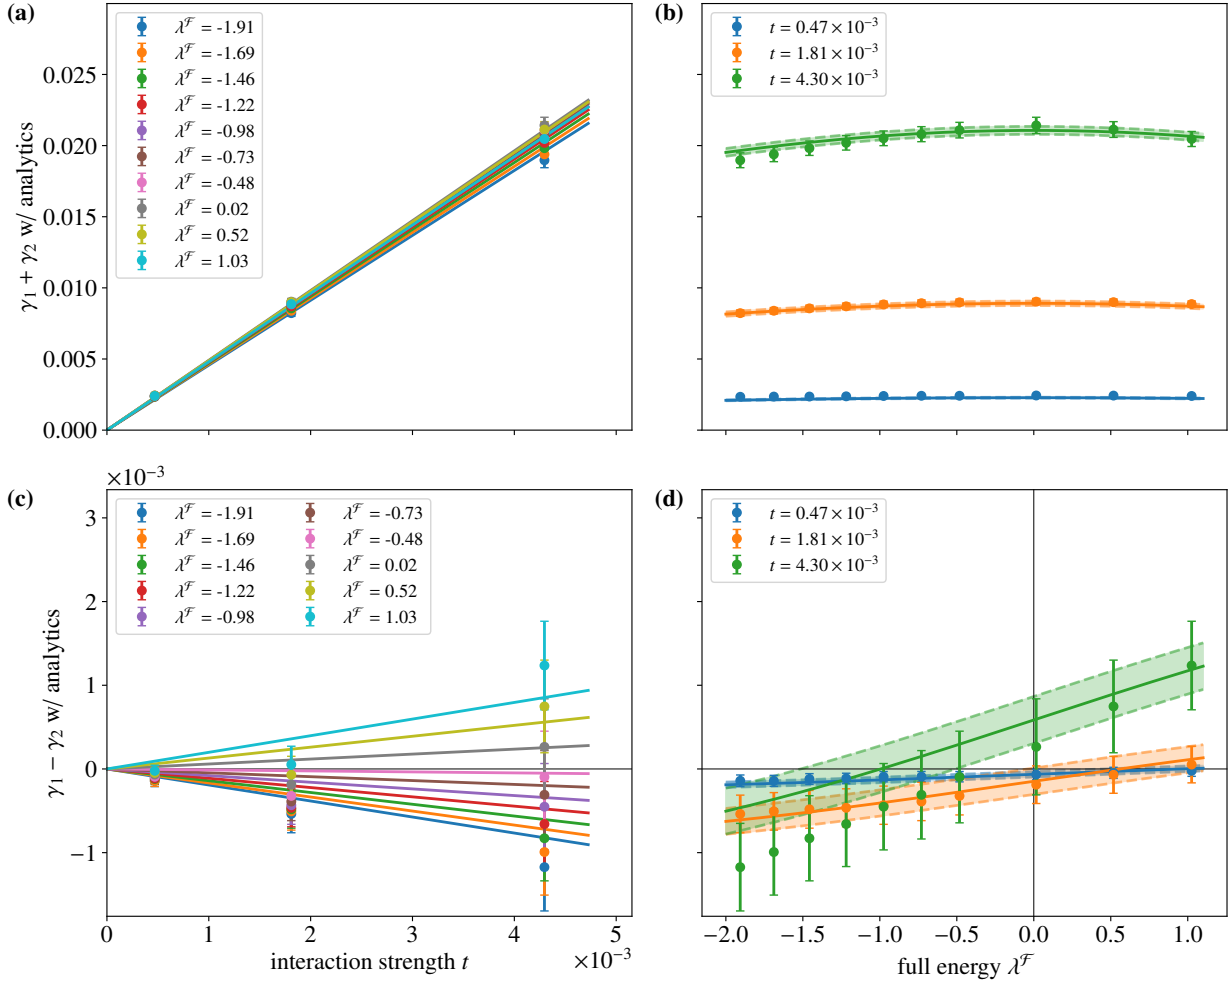 (a)
γ₁ + γ₂ w/ analytics
0.025
0.020
0.015
0.010
0.005
0.000
λ^ℱ = -1.91
λ^ℱ = -1.69
λ^ℱ = -1.46
λ^ℱ = -1.22
λ^ℱ = -0.98
λ^ℱ = -0.73
λ^ℱ = -0.48
λ^ℱ = 0.02
λ^ℱ = 0.52
λ^ℱ = 1.03
(b)
t = 0.47 × 10⁻³
t = 1.81 × 10⁻³
t = 4.30 × 10⁻³
(c)
×10⁻³
γ₁ − γ₂ w/ analytics
3
2
1
0
−1
λ^ℱ = -1.91
λ^ℱ = -1.69
λ^ℱ = -1.46
λ^ℱ = -1.22
λ^ℱ = -0.98
λ^ℱ = -0.73
λ^ℱ = -0.48
λ^ℱ = 0.02
λ^ℱ = 0.52
λ^ℱ = 1.03
0 1 2 3 4 5
×10⁻³
interaction strength t
(d)
t = 0.47 × 10⁻³
t = 1.81 × 10⁻³
t = 4.30 × 10⁻³
−2.0 −1.5 −1.0 −0.5 0.0 0.5 1.0
full energy λ^ℱ